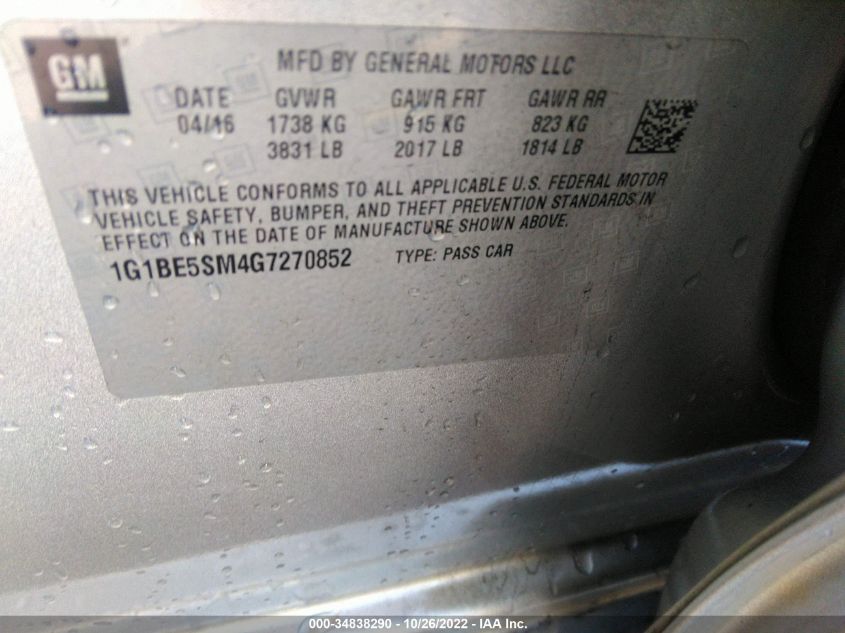 GM
MFD BY GENERAL MOTORS LLC
DATE GVWR GAWR FRT GAWR RR
04/16 1738 KG 915 KG 823 KG
3831 LB 2017 LB 1814 LB
THIS VEHICLE CONFORMS TO ALL APPLICABLE U.S. FEDERAL MOTOR
VEHICLE SAFETY, BUMPER, AND THEFT PREVENTION STANDARDS IN
EFFECT ON THE DATE OF MANUFACTURE SHOWN ABOVE.
1G1BE5SM4G7270852 TYPE: PASS CAR
000-34838290 - 10/26/2022 - IAA Inc.